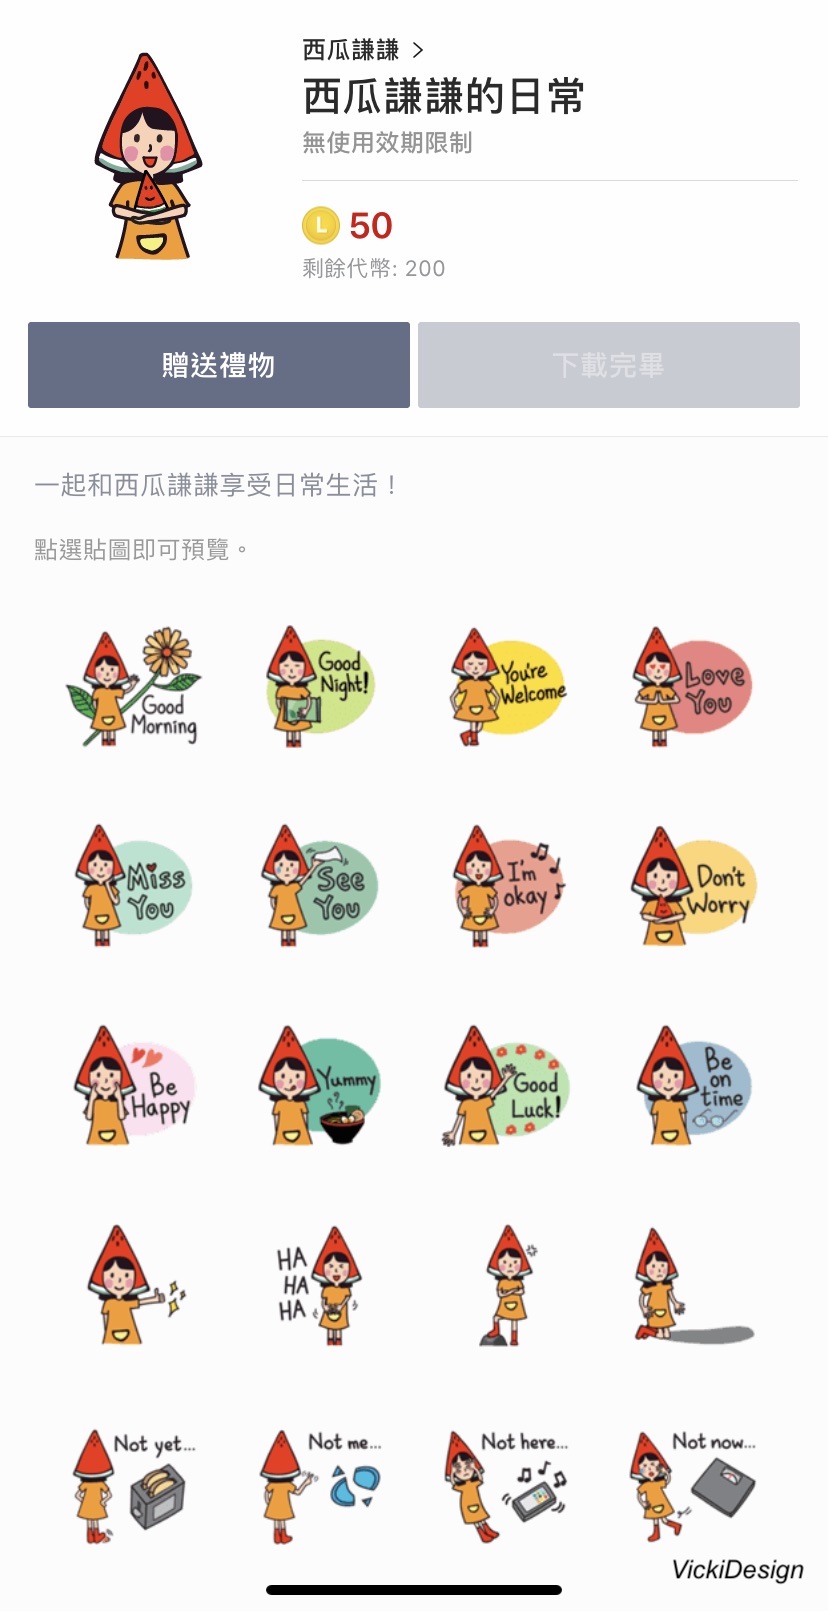 西瓜謙謙 >
西瓜謙謙的日常
無使用效期限制
L 50
剩餘代幣: 200
贈送禮物
下載完畢
一起和西瓜謙謙享受日常生活！
點選貼圖即可預覽。
Good
Morning
Good
Night!
You're
Welcome
Love
You
Miss
You
See
You
I'm
okay
Don't
Worry
Be
Happy
Yummy
Good
Luck!
Be
on
time
HA
HA
HA
Not yet...
Not me...
Not here...
Not now...
VickiDesign